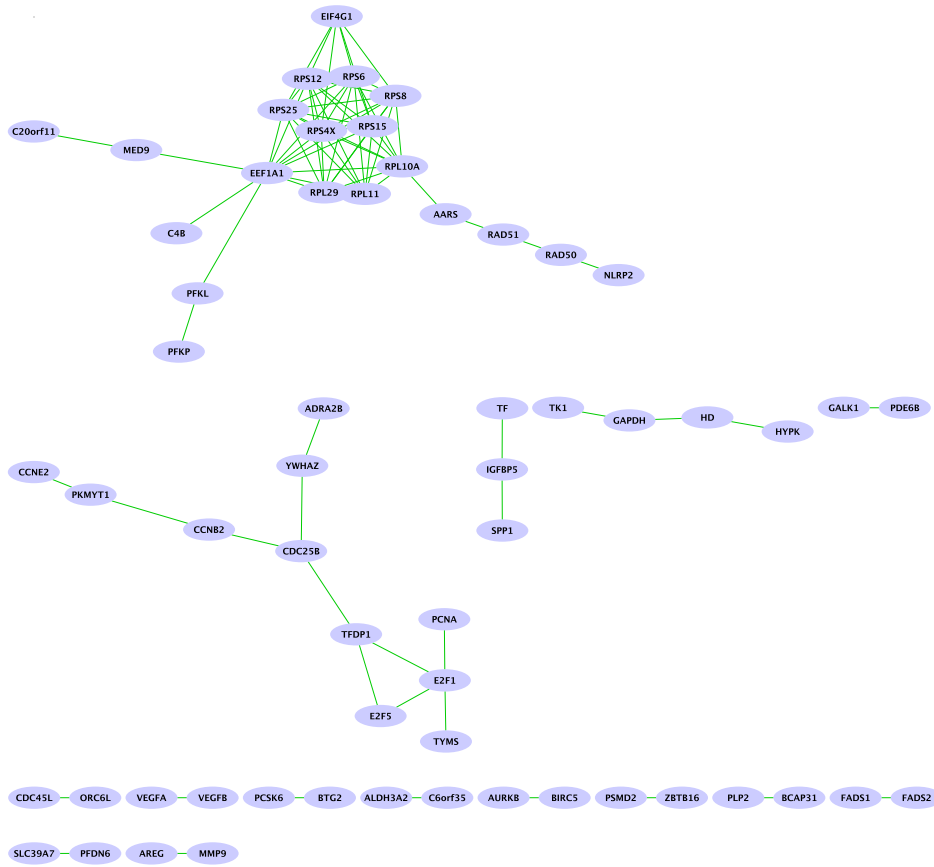 EIF4G1
RPS12
RPS6
RPS8
RPS25
RPS4X
RPS15
C20orf11
MED9
EEF1A1
RPL10A
RPL29
RPL11
AARS
C4B
RAD51
RAD50
NLRP2
PFKL
PFKP
ADRA2B
TF
TK1
GAPDH
HD
HYPK
GALK1
PDE6B
YWHAZ
IGFBP5
CCNE2
PKMYT1
CCNB2
SPP1
CDC25B
PCNA
TFDP1
E2F1
E2F5
TYMS
CDC45L
ORC6L
VEGFA
VEGFB
PCSK6
BTG2
ALDH3A2
C6orf35
AURKB
BIRC5
PSMD2
ZBTB16
PLP2
BCAP31
FADS1
FADS2
SLC39A7
PFDN6
AREG
MMP9